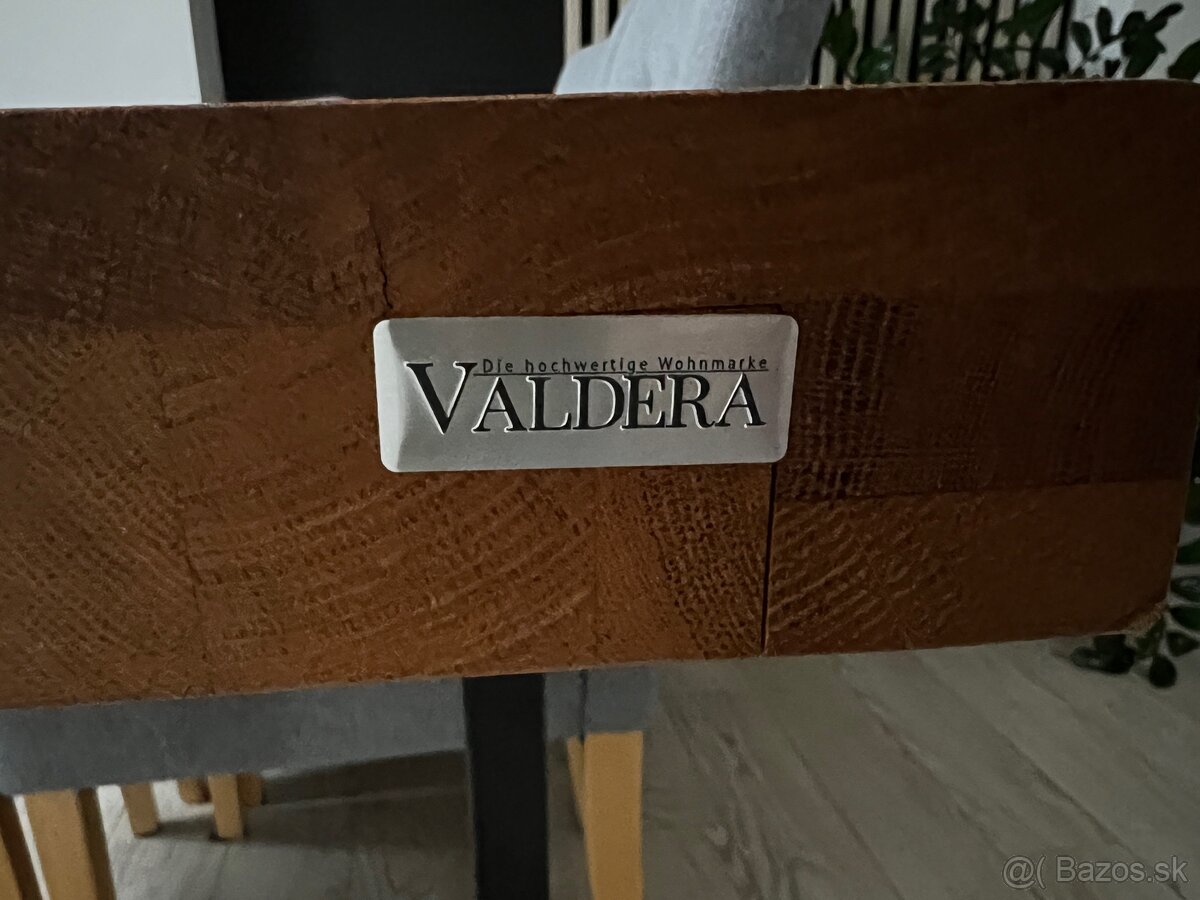 Die hochwertige Wohnmarke
VALDERA
@( Bazos.sk